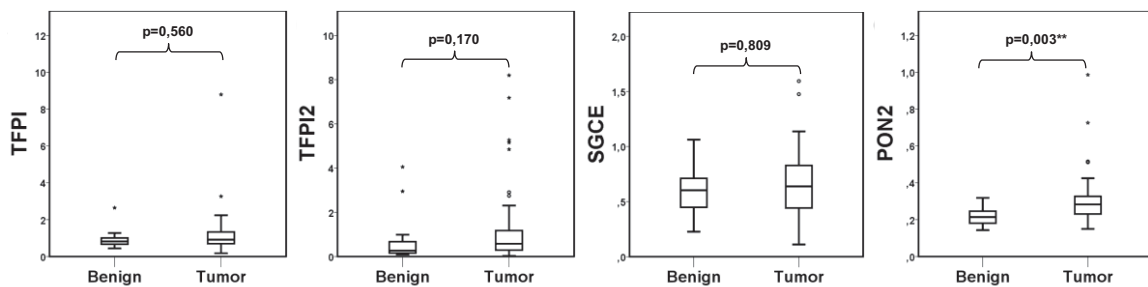 p=0,560
12
10
8
6
4
2
0
TFPI
Benign
Tumor
p=0,170
10
8
6
4
2
0
TFPI2
Benign
Tumor
p=0,809
2,0
1,5
1,0
,5
,0
SGCE
Benign
Tumor
p=0,003**
1,2
1,0
,8
,6
,4
,2
,0
PON2
Benign
Tumor